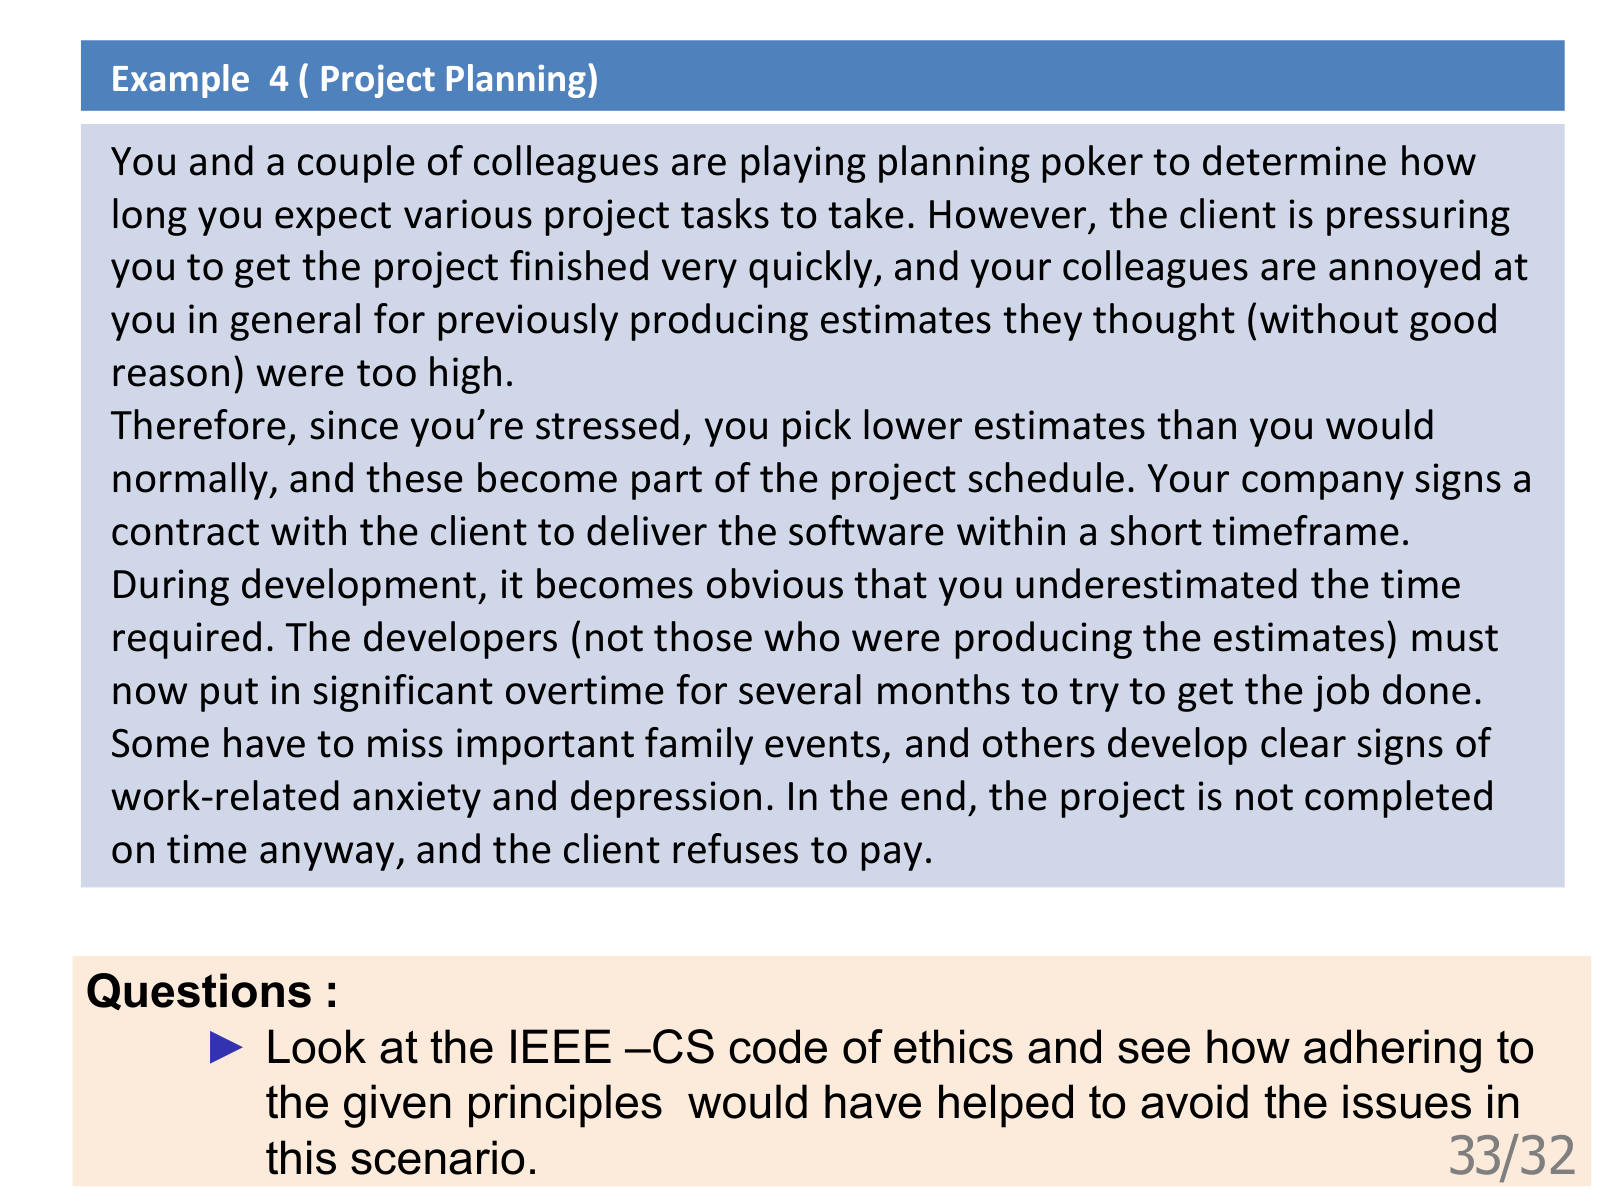 Example  4 ( Project Planning)
You and a couple of colleagues are playing planning poker to determine how
long you expect various project tasks to take. However, the client is pressuring
you to get the project finished very quickly, and your colleagues are annoyed at
you in general for previously producing estimates they thought (without good
reason) were too high.
Therefore, since you’re stressed, you pick lower estimates than you would
normally, and these become part of the project schedule. Your company signs a
contract with the client to deliver the software within a short timeframe.
During development, it becomes obvious that you underestimated the time
required. The developers (not those who were producing the estimates) must
now put in significant overtime for several months to try to get the job done.
Some have to miss important family events, and others develop clear signs of
work-related anxiety and depression. In the end, the project is not completed
on time anyway, and the client refuses to pay.
Questions :
► Look at the IEEE –CS code of ethics and see how adhering to
the given principles  would have helped to avoid the issues in
this scenario.
33/32